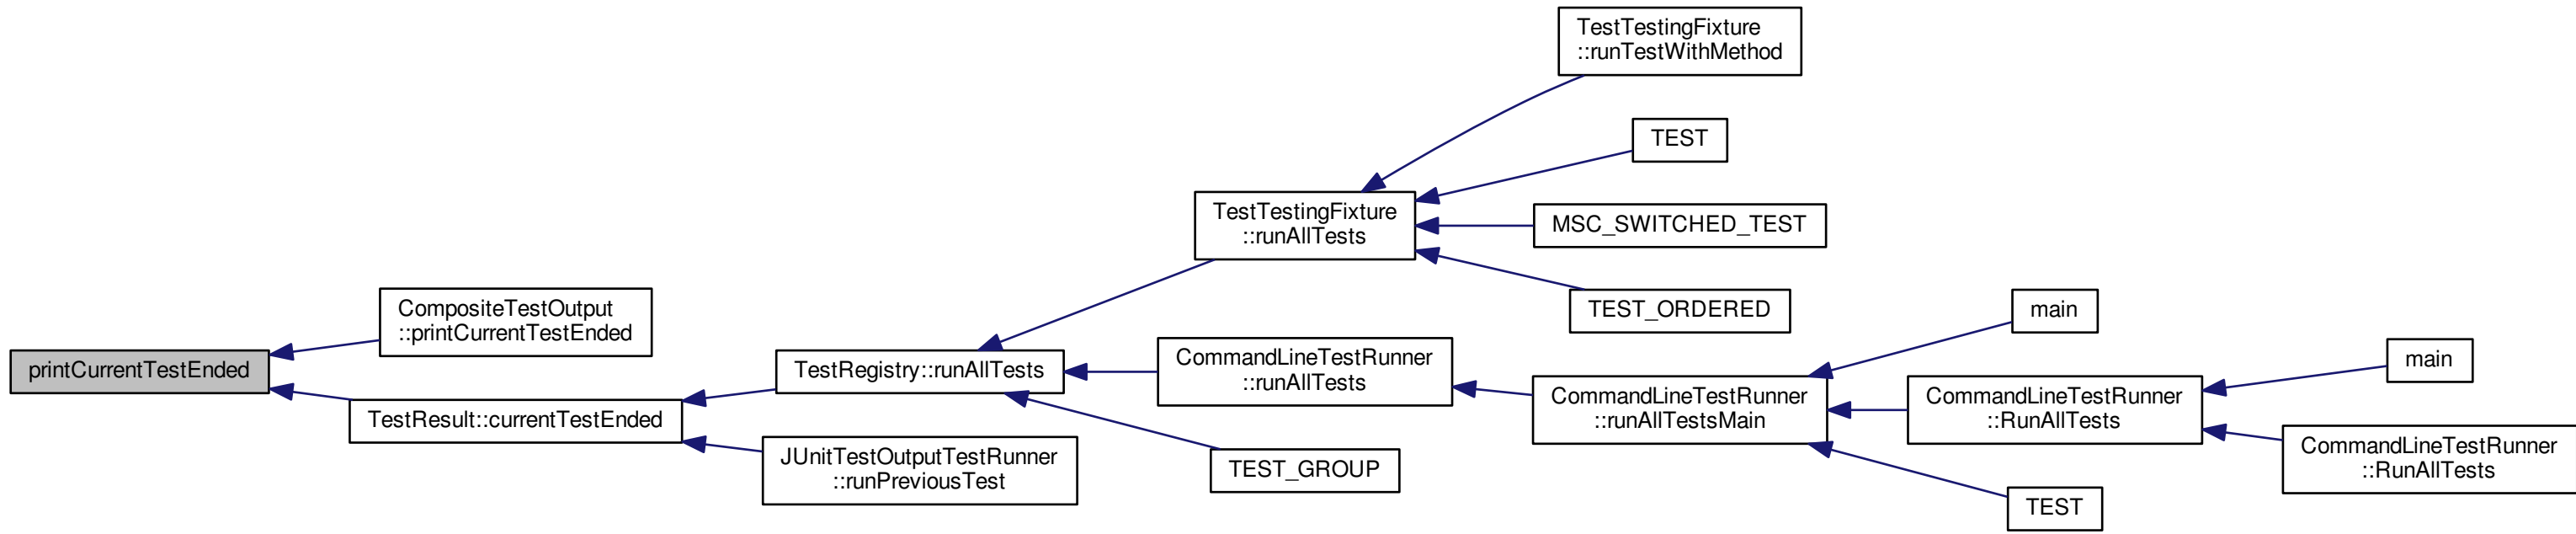 TestTestingFixture
::runTestWithMethod
TEST
TestTestingFixture
::runAllTests
MSC_SWITCHED_TEST
TEST_ORDERED
main
CompositeTestOutput
::printCurrentTestEnded
printCurrentTestEnded
TestRegistry::runAllTests
CommandLineTestRunner
::runAllTests
main
CommandLineTestRunner
::runAllTestsMain
CommandLineTestRunner
::RunAllTests
TestResult::currentTestEnded
CommandLineTestRunner
::RunAllTests
JUnitTestOutputTestRunner
::runPreviousTest
TEST_GROUP
TEST